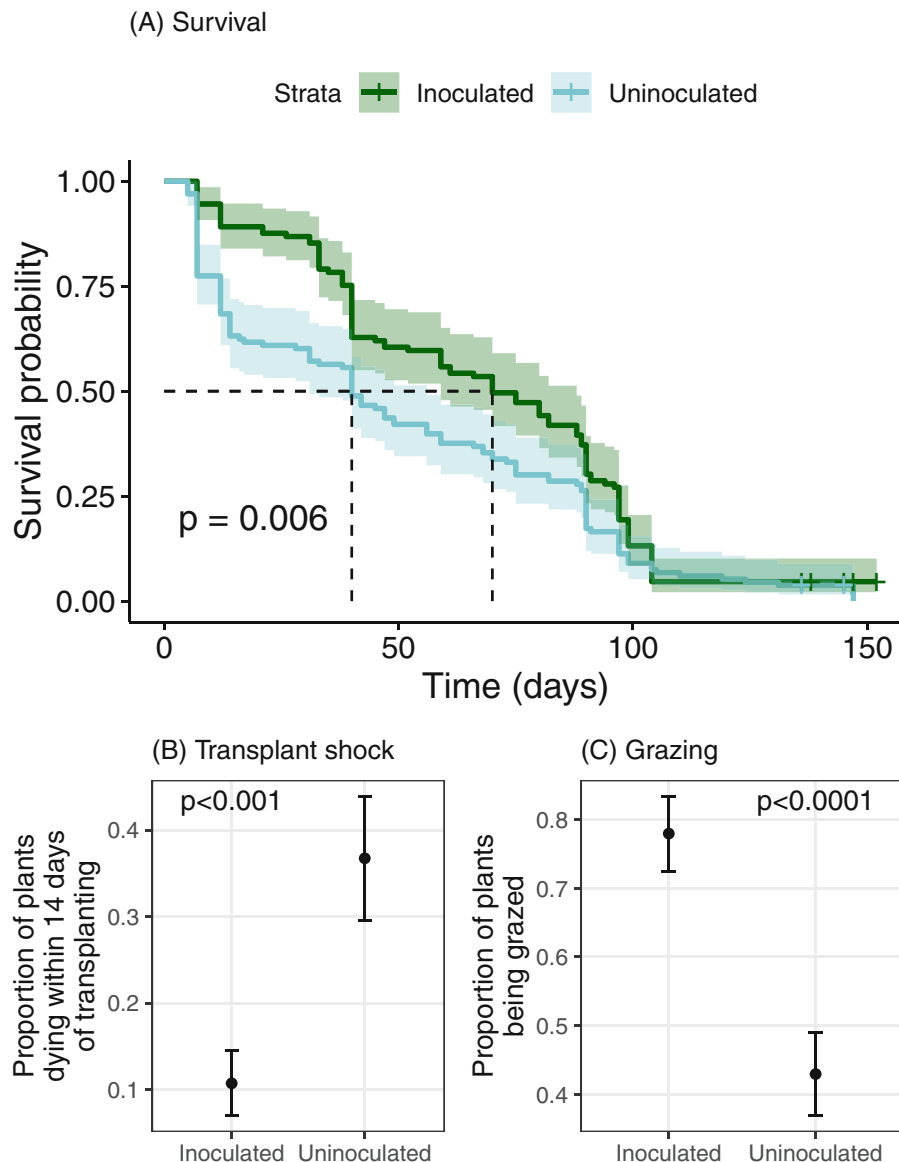 (A) Survival
Strata Inoculated Uninoculated
Survival probability
1.00
0.75
0.50
0.25
0.00
p = 0.006
0 50 100 150
Time (days)
(B) Transplant shock
Proportion of plants
dying within 14 days
of transplanting
0.4
0.3
0.2
0.1
p<0.001
Inoculated Uninoculated
(C) Grazing
Proportion of plants
being grazed
0.8
0.7
0.6
0.5
0.4
p<0.0001
Inoculated Uninoculated